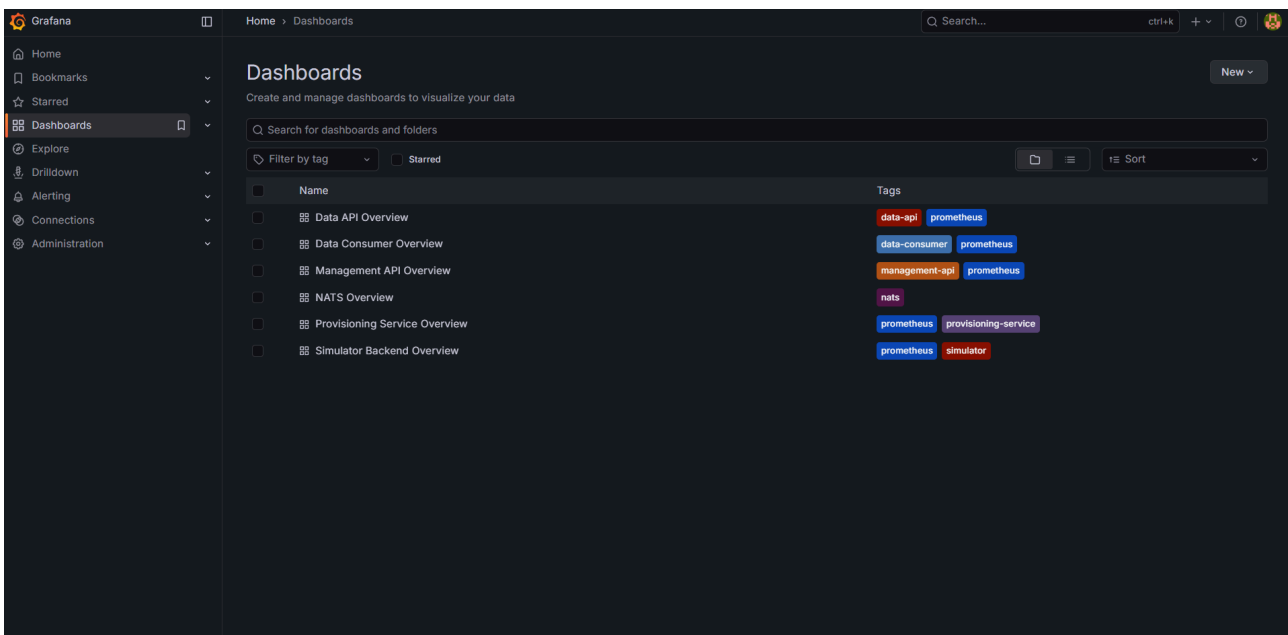 Grafana
Home › Dashboards
Search...
ctrl+k
Home
Bookmarks
Starred
Dashboards
Explore
Drilldown
Alerting
Connections
Administration
Dashboards
New
Create and manage dashboards to visualize your data
Search for dashboards and folders
Filter by tag
Starred
Sort
Name Tags
Data API Overview data-api prometheus
Data Consumer Overview data-consumer prometheus
Management API Overview management-api prometheus
NATS Overview nats
Provisioning Service Overview prometheus provisioning-service
Simulator Backend Overview prometheus simulator